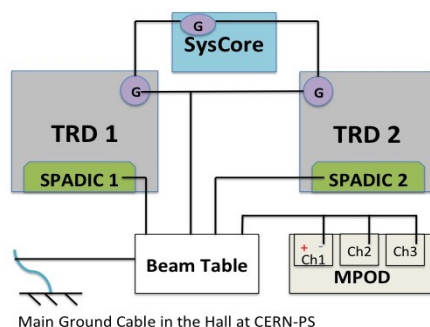 G
SysCore
G
G
TRD 1
TRD 2
SPADIC 1
SPADIC 2
Beam Table
+ -
Ch1
Ch2
Ch3
MPOD
Main Ground Cable in the Hall at CERN-PS